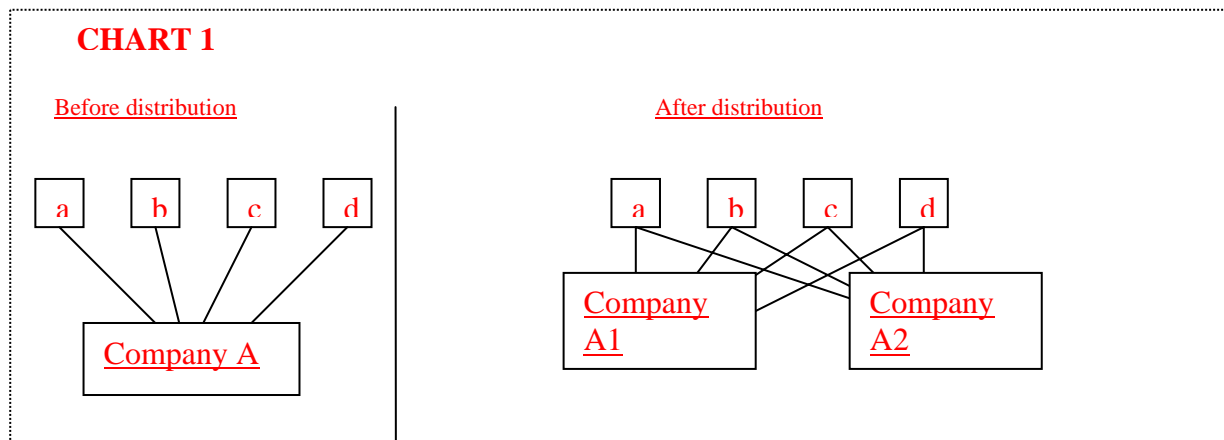 CHART 1
Before distribution
After distribution
a b c d
a b c d
Company A
Company
A1
Company
A2